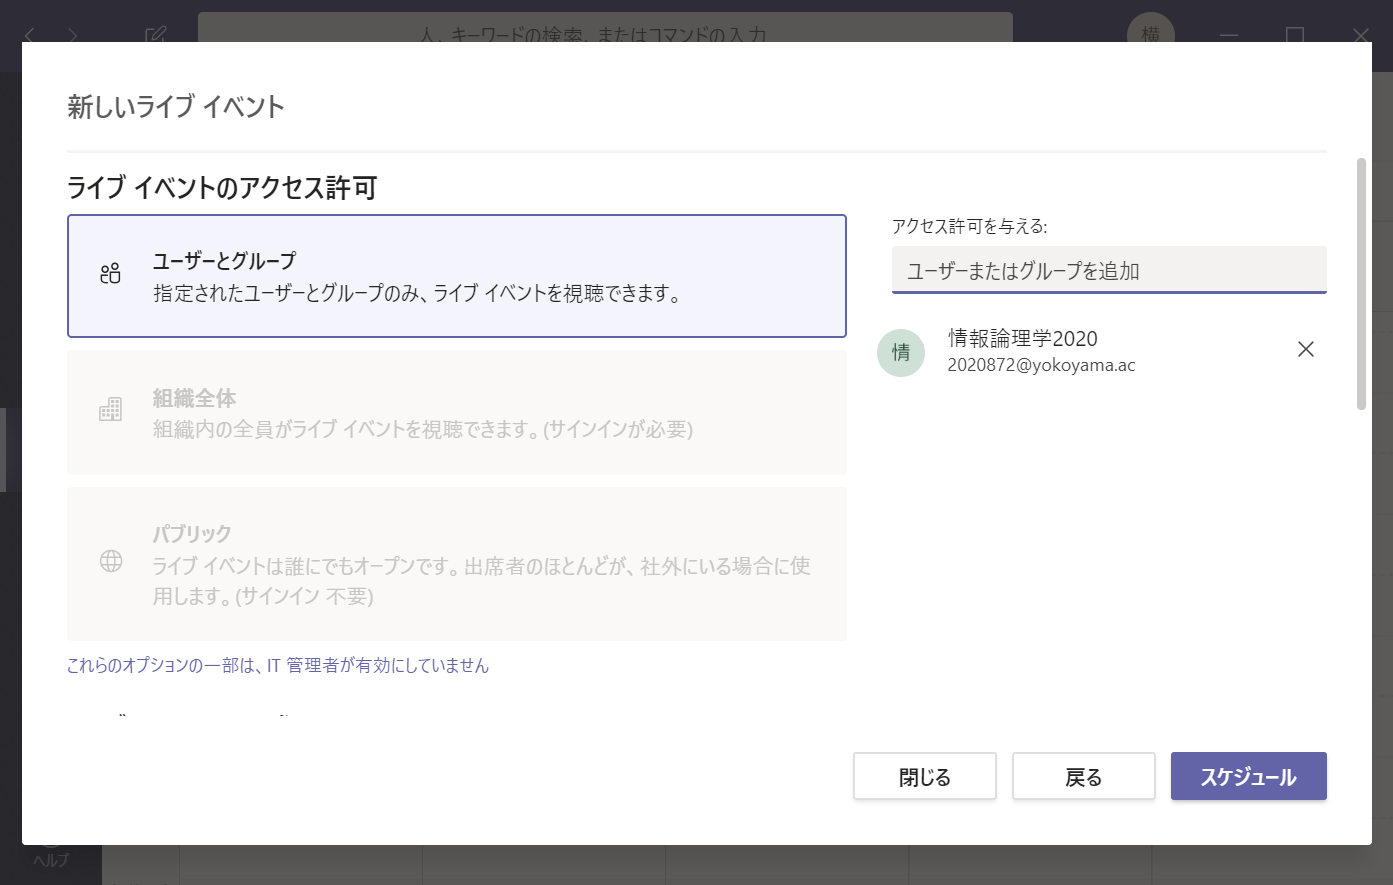 人、キーワードの検索、またはコマンドの入力
横
新しいライブ イベント
ライブ イベントのアクセス許可
ユーザーとグループ
指定されたユーザーとグループのみ、ライブ イベントを視聴できます。
組織全体
組織内の全員がライブ イベントを視聴できます。(サインインが必要)
パブリック
ライブ イベントは誰にでもオープンです。出席者のほとんどが、社外にいる場合に使
用します。(サインイン 不要)
これらのオプションの一部は、IT 管理者が有効にしていません
アクセス許可を与える:
ユーザーまたはグループを追加
情
情報論理学2020
2020872@yokoyama.ac
閉じる
戻る
スケジュール
ヘルプ